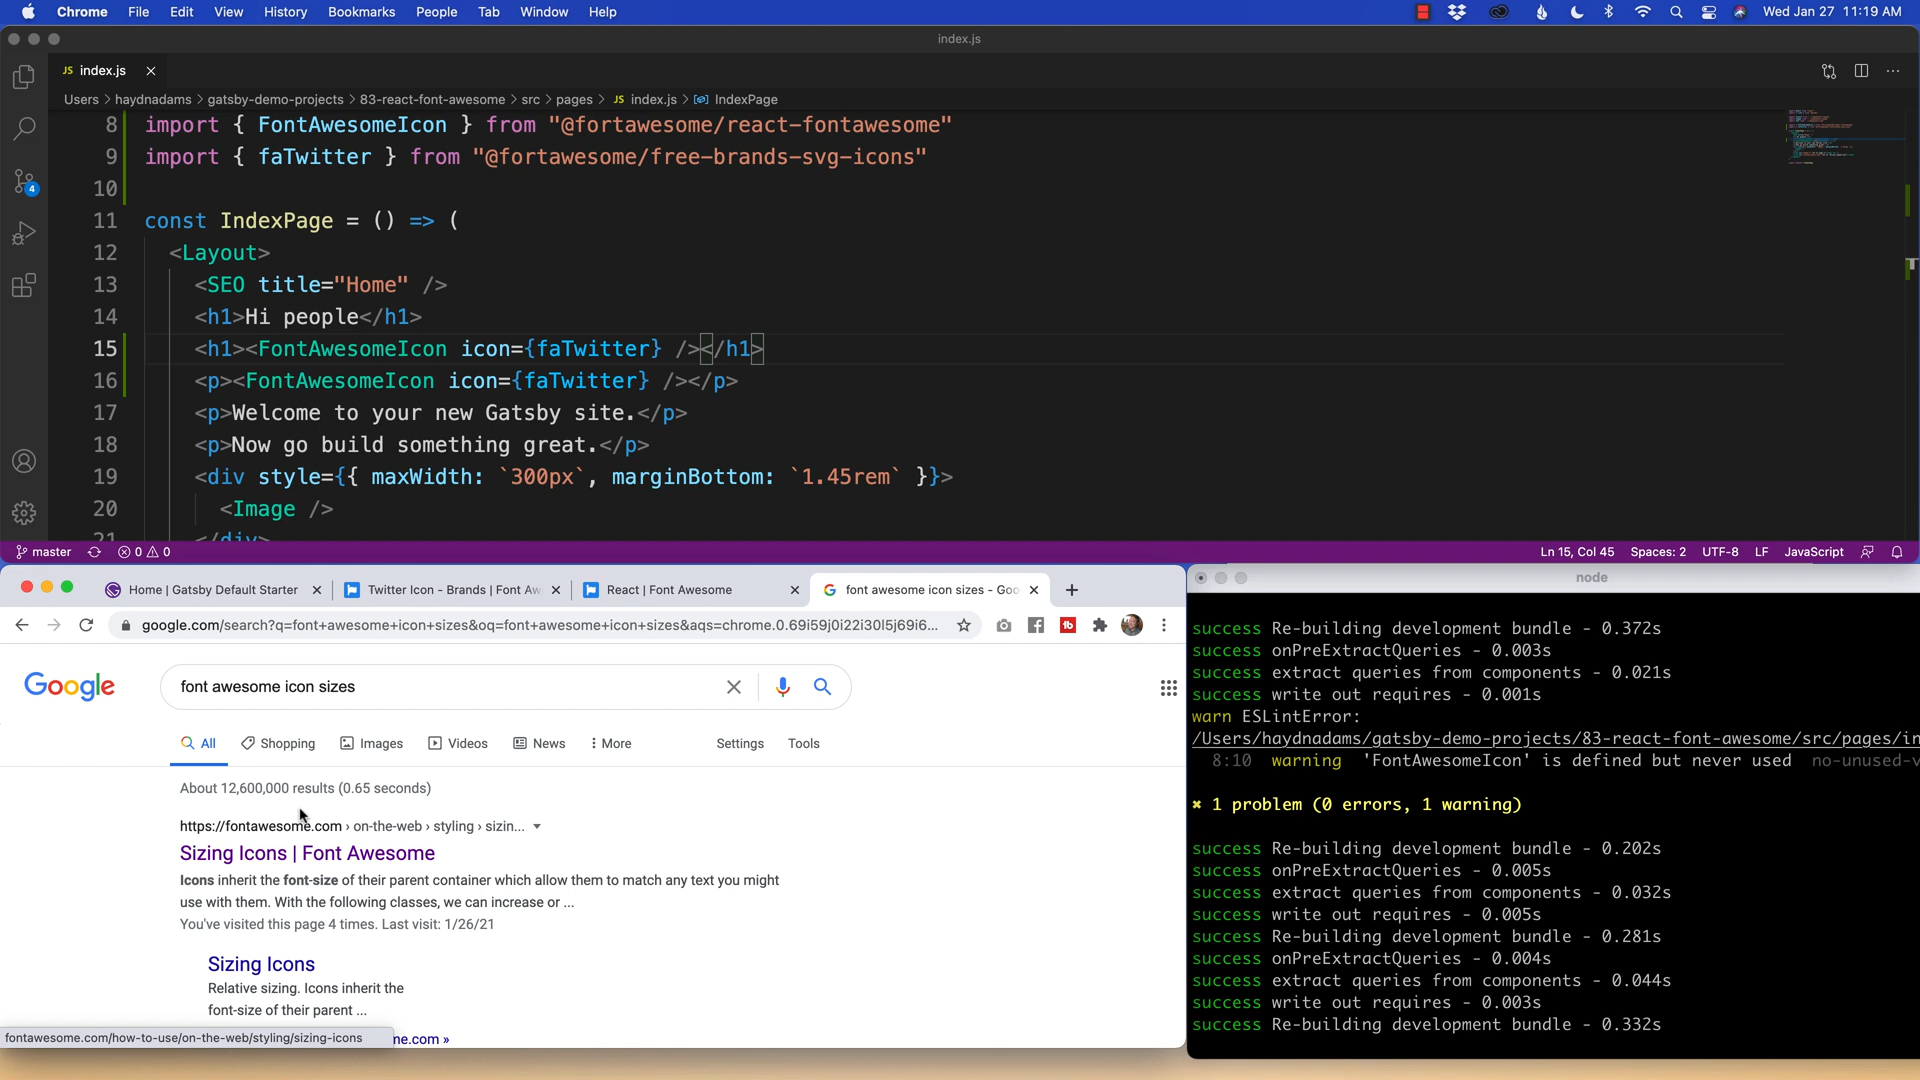 Chrome File Edit View History Bookmarks People Tab Window Help Wed Jan 27 11:19 AM
index.js
JS index.js
Users > haydnadams > gatsby-demo-projects > 83-react-font-awesome > src > pages > JS index.js > IndexPage
8 import { FontAwesomeIcon } from "@fortawesome/react-fontawesome"
9 import { faTwitter } from "@fortawesome/free-brands-svg-icons"
10
11 const IndexPage = () => (
12 <Layout>
13 <SEO title="Home" />
14 <h1>Hi people</h1>
15 <h1><FontAwesomeIcon icon={faTwitter} /></h1>
16 <p><FontAwesomeIcon icon={faTwitter} /></p>
17 <p>Welcome to your new Gatsby site.</p>
18 <p>Now go build something great.</p>
19 <div style={{ maxWidth: `300px`, marginBottom: `1.45rem` }}>
20 <Image />
21 </div>
4
master 0 0 Ln 15, Col 45 Spaces: 2 UTF-8 LF JavaScript
Home | Gatsby Default Starter
Twitter Icon - Brands | Font Aw
React | Font Awesome
font awesome icon sizes - Goo
google.com/search?q=font+awesome+icon+sizes&oq=font+awesome+icon+sizes&aqs=chrome.0.69i59j0i22i30l5j69i6...
Google
font awesome icon sizes
All Shopping Images Videos News More Settings Tools
About 12,600,000 results (0.65 seconds)
https://fontawesome.com › on-the-web › styling › sizin...
Sizing Icons | Font Awesome
Icons inherit the font-size of their parent container which allow them to match any text you might
use with them. With the following classes, we can increase or ...
You've visited this page 4 times. Last visit: 1/26/21
Sizing Icons
Relative sizing. Icons inherit the
font-size of their parent ...
fontawesome.com/how-to-use/on-the-web/styling/sizing-icons
me.com »
node
success Re-building development bundle - 0.372s
success onPreExtractQueries - 0.003s
success extract queries from components - 0.021s
success write out requires - 0.001s
warn ESLintError:
/Users/haydnadams/gatsby-demo-projects/83-react-font-awesome/src/pages/in
8:10 warning 'FontAwesomeIcon' is defined but never used no-unused-v
✖ 1 problem (0 errors, 1 warning)
success Re-building development bundle - 0.202s
success onPreExtractQueries - 0.005s
success extract queries from components - 0.032s
success write out requires - 0.005s
success Re-building development bundle - 0.281s
success onPreExtractQueries - 0.004s
success extract queries from components - 0.044s
success write out requires - 0.003s
success Re-building development bundle - 0.332s